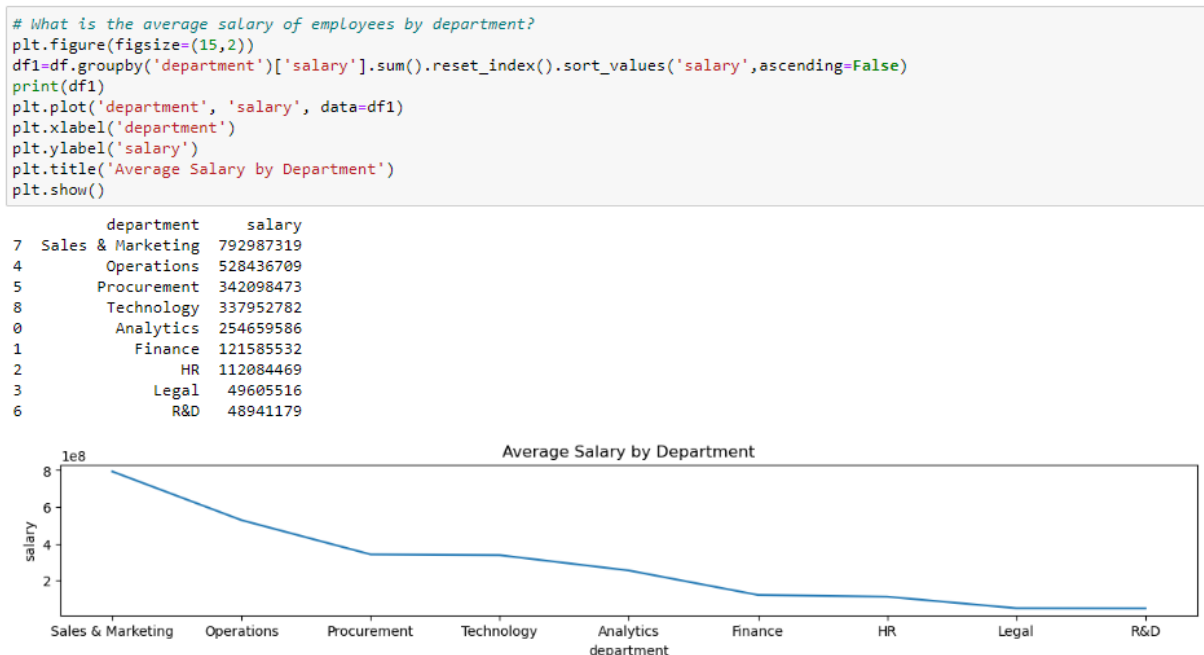 # What is the average salary of employees by department?
plt.figure(figsize=(15,2))
df1=df.groupby('department')['salary'].sum().reset_index().sort_values('salary',ascending=False)
print(df1)
plt.plot('department', 'salary', data=df1)
plt.xlabel('department')
plt.ylabel('salary')
plt.title('Average Salary by Department')
plt.show()
department salary
7 Sales & Marketing 792987319
4 Operations 528436709
5 Procurement 342098473
8 Technology 337952782
0 Analytics 254659586
1 Finance 121585532
2 HR 112084469
3 Legal 49605516
6 R&D 48941179
Average Salary by Department
1e8
8
6
4
2
salary
Sales & Marketing Operations Procurement Technology Analytics Finance HR Legal R&D
department